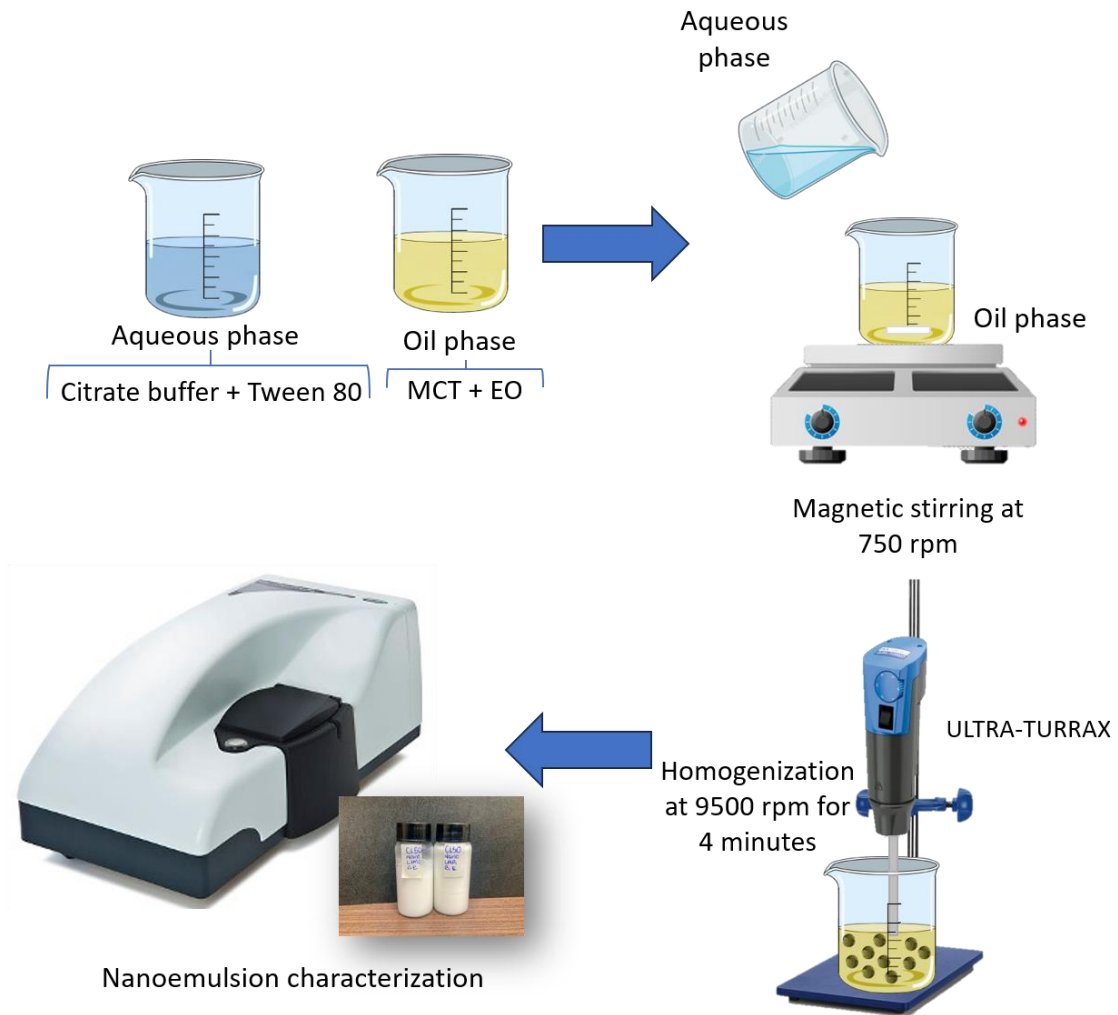 Aqueous
phase
Aqueous phase
Oil phase
Citrate buffer + Tween 80
MCT + EO
Oil phase
Magnetic stirring at
750 rpm
ULTRA-TURRAX
Homogenization
at 9500 rpm for
4 minutes
Nanoemulsion characterization